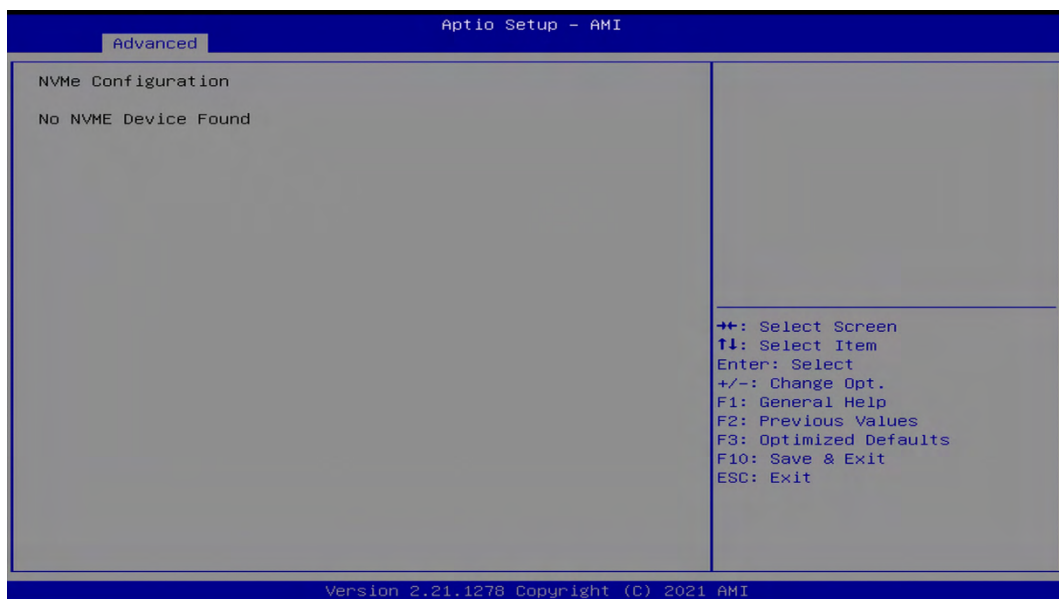 Aptio Setup - AMI
Advanced
NVMe Configuration
No NVME Device Found
→←: Select Screen
↑↓: Select Item
Enter: Select
+/-: Change Opt.
F1: General Help
F2: Previous Values
F3: Optimized Defaults
F10: Save & Exit
ESC: Exit
Version 2.21.1278 Copyright (C) 2021 AMI